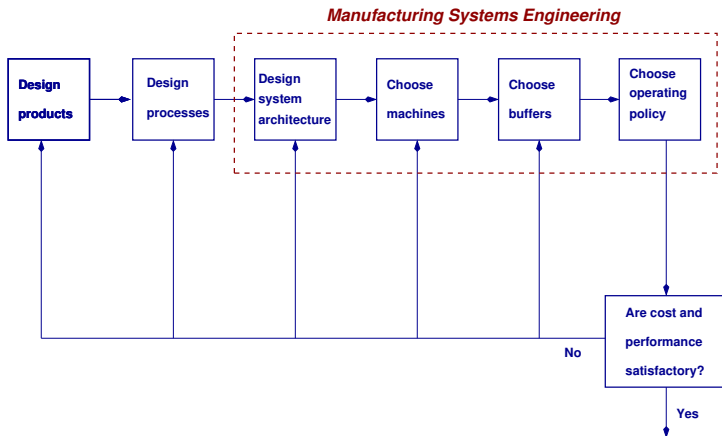 Manufacturing Systems Engineering
Design
products
Design
processes
Design
system
architecture
Choose
machines
Choose
buffers
Choose
operating
policy
Are cost and
performance
satisfactory?
No
Yes